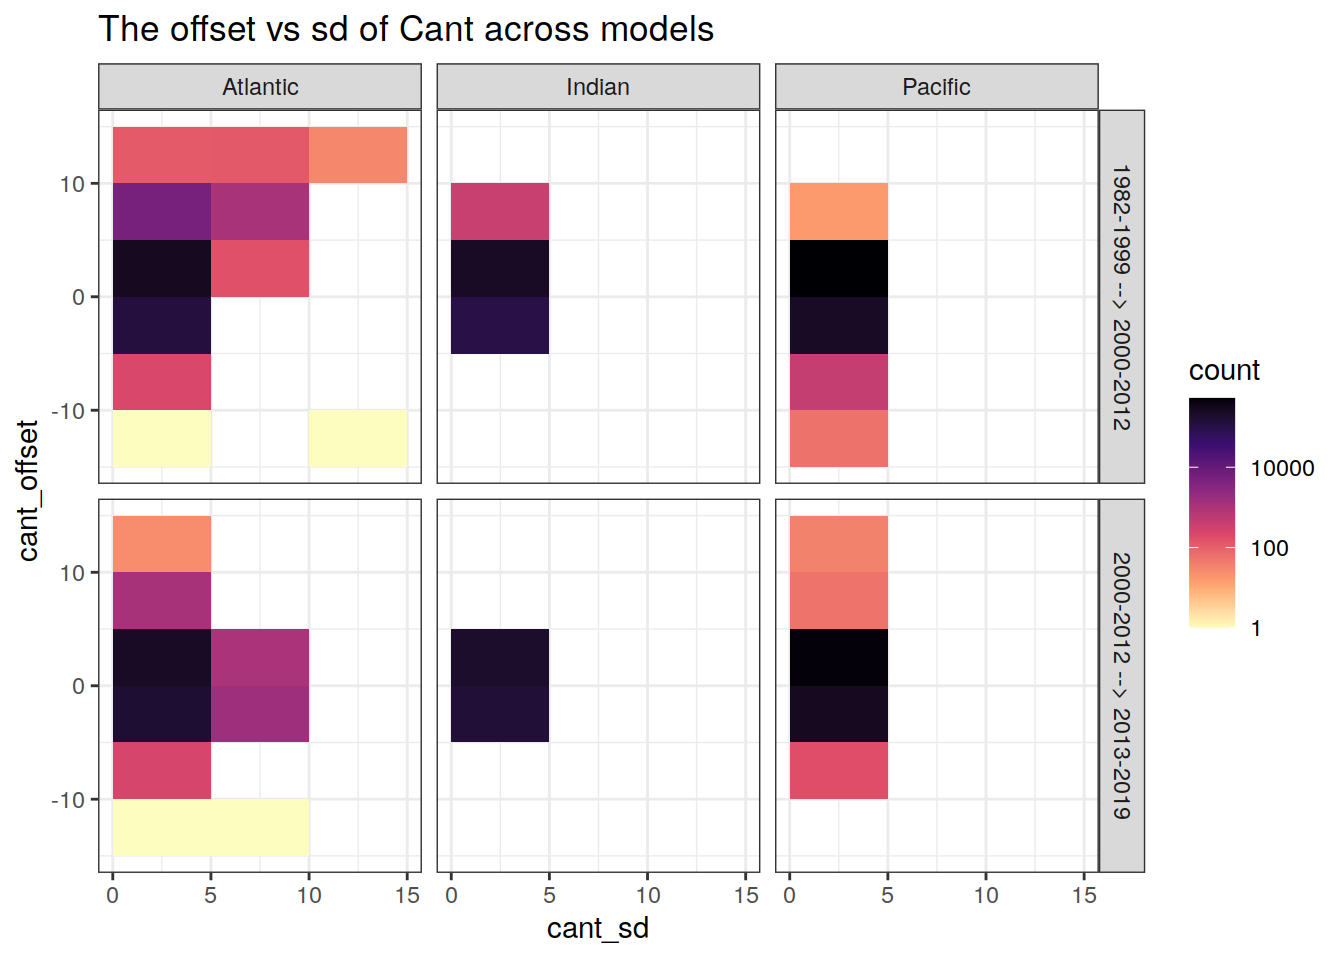 The offset vs sd of Cant across models
Atlantic
Indian
Pacific
10
0
-10
1982-1999 --> 2000-2012
10
0
-10
2000-2012 --> 2013-2019
cant_offset
0 5 10 15
0 5 10 15
0 5 10 15
cant_sd
count
10000
100
1